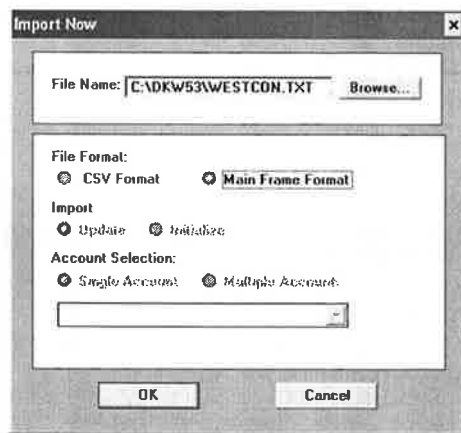 Import Now
File Name: C:\DKW53\WESTCON.TXT Browse...
File Format:
CSV Format Main Frame Format
Import
Update Initialize
Account Selection:
Single Account Multiple Account
OK Cancel